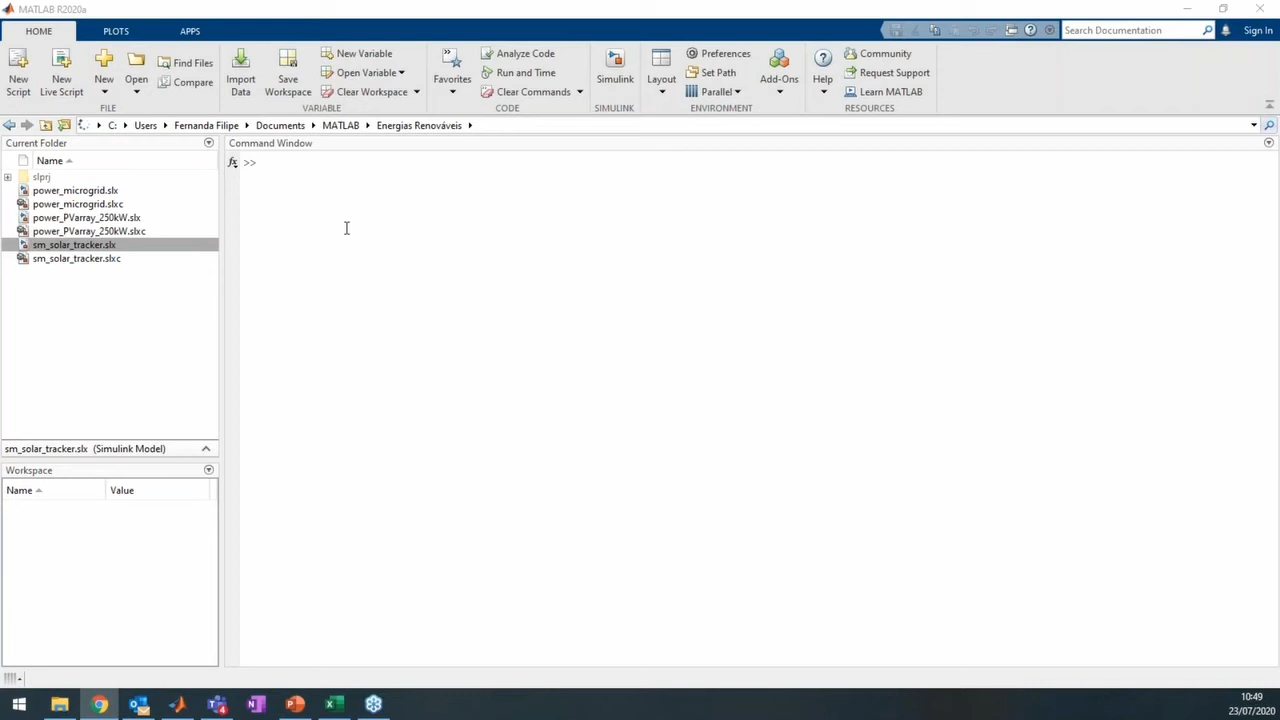 MATLAB R2020a
HOME PLOTS APPS
Search Documentation Sign In
New Script
New Live Script
New
Open
Find Files
Compare
FILE
Import Data
Save Workspace
New Variable
Open Variable
Clear Workspace
VARIABLE
Favorites
Analyze Code
Run and Time
Clear Commands
CODE
Simulink
SIMULINK
Layout
Preferences
Set Path
Parallel
Add-Ons
ENVIRONMENT
Help
Community
Request Support
Learn MATLAB
RESOURCES
C: Users Fernanda Filipe Documents MATLAB Energias Renováveis
Current Folder
Name
slprj
power_microgrid.slx
power_microgrid.slxc
power_PVarray_250kW.slx
power_PVarray_250kW.slxc
sm_solar_tracker.slx
sm_solar_tracker.slxc
sm_solar_tracker.slx (Simulink Model)
Workspace
Name Value
Command Window
fx >>
10:49
23/07/2020